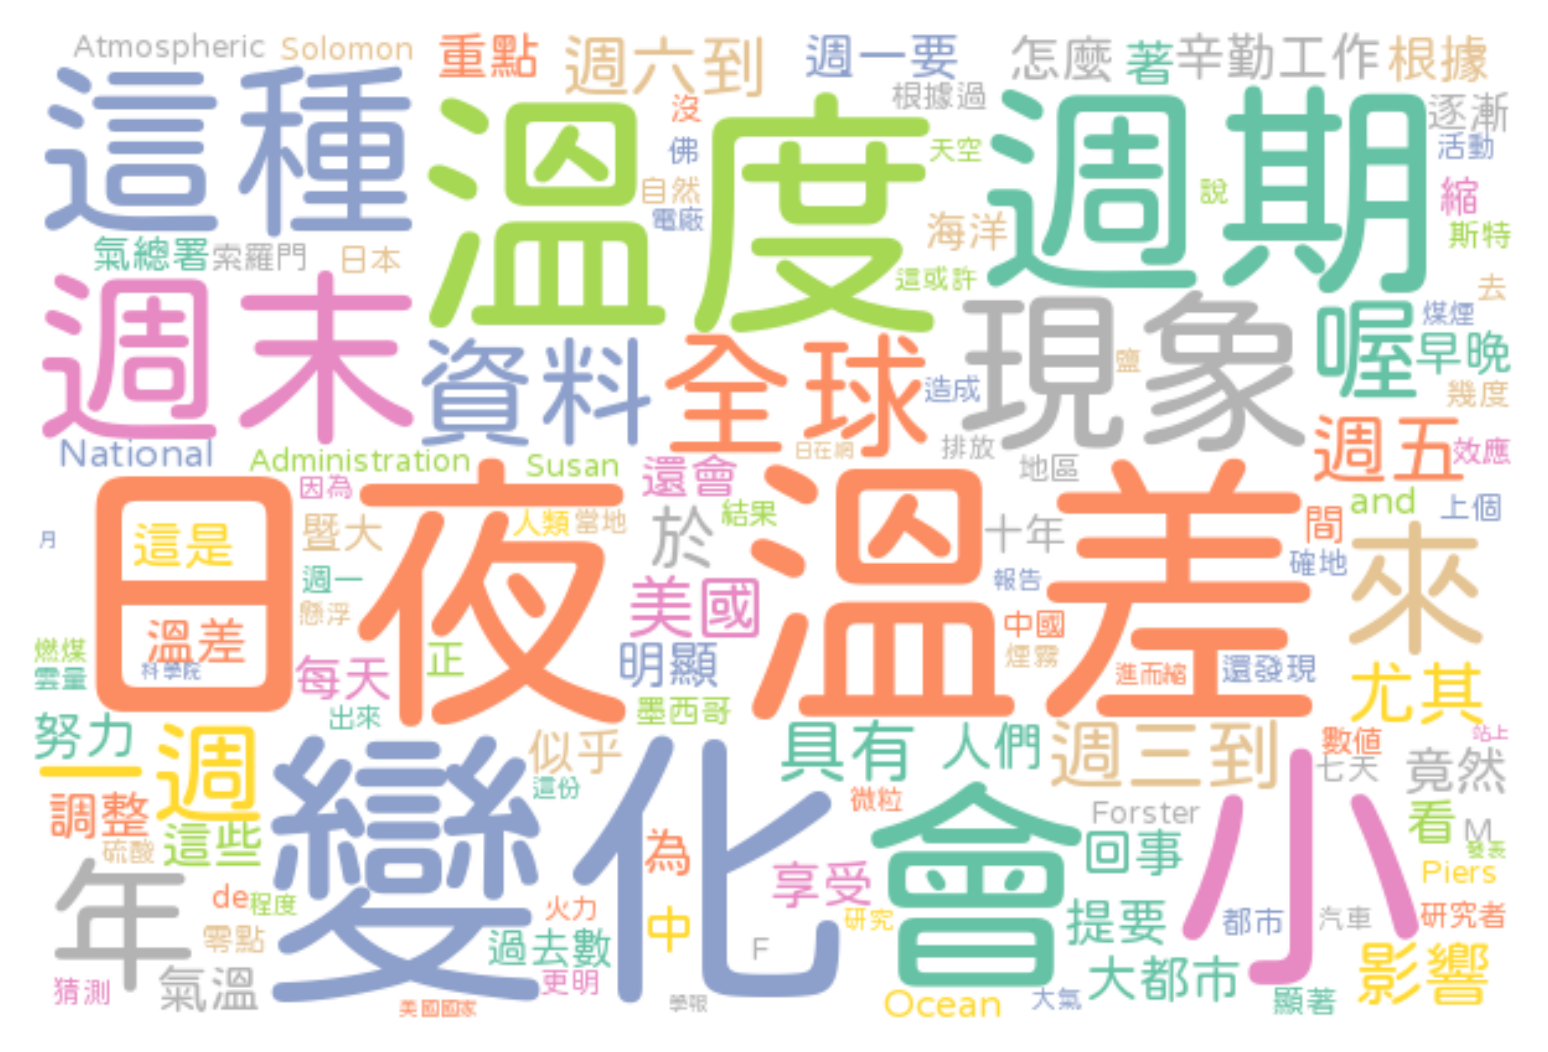 Atmospheric
Solomon
重點
週六到
週一要
怎麼
著
辛勤工作
根據
這種
溫度
週期
根據過
沒
佛
天空
自然
電廠
海洋
說
逐漸
活動
縮
斯特
氣總署
索羅門
日本
這或許
去
週末
資料
全球
造成
現象
鹽
喔
煤煙
早晚
幾度
National
Administration
Susan
日在網
排放
地區
週五
效應
因為
還會
and
上個
日夜溫差
這是
溫差
科學院
月
暨大
人類
當地
結果
於
十年
間
確地
來
週一
懸浮
報告
美國
中國
煙霧
燃煤
雲量
每天
正
明顯
進而縮
還發現
尤其
出來
墨西哥
努力
一週
似乎
這份
具有
人們
週三到
數值
站上
七天
竟然
調整
硫酸
這些
變化
為
微粒
會
Forster
回事
小
看
M
發表
Piers
年
de
程度
零點
火力
過去數
更明
中
F
享受
研究
提要
都市
汽車
研究者
猜測
氣溫
美國國家
學報
Ocean
大氣
大都市
顯著
影響